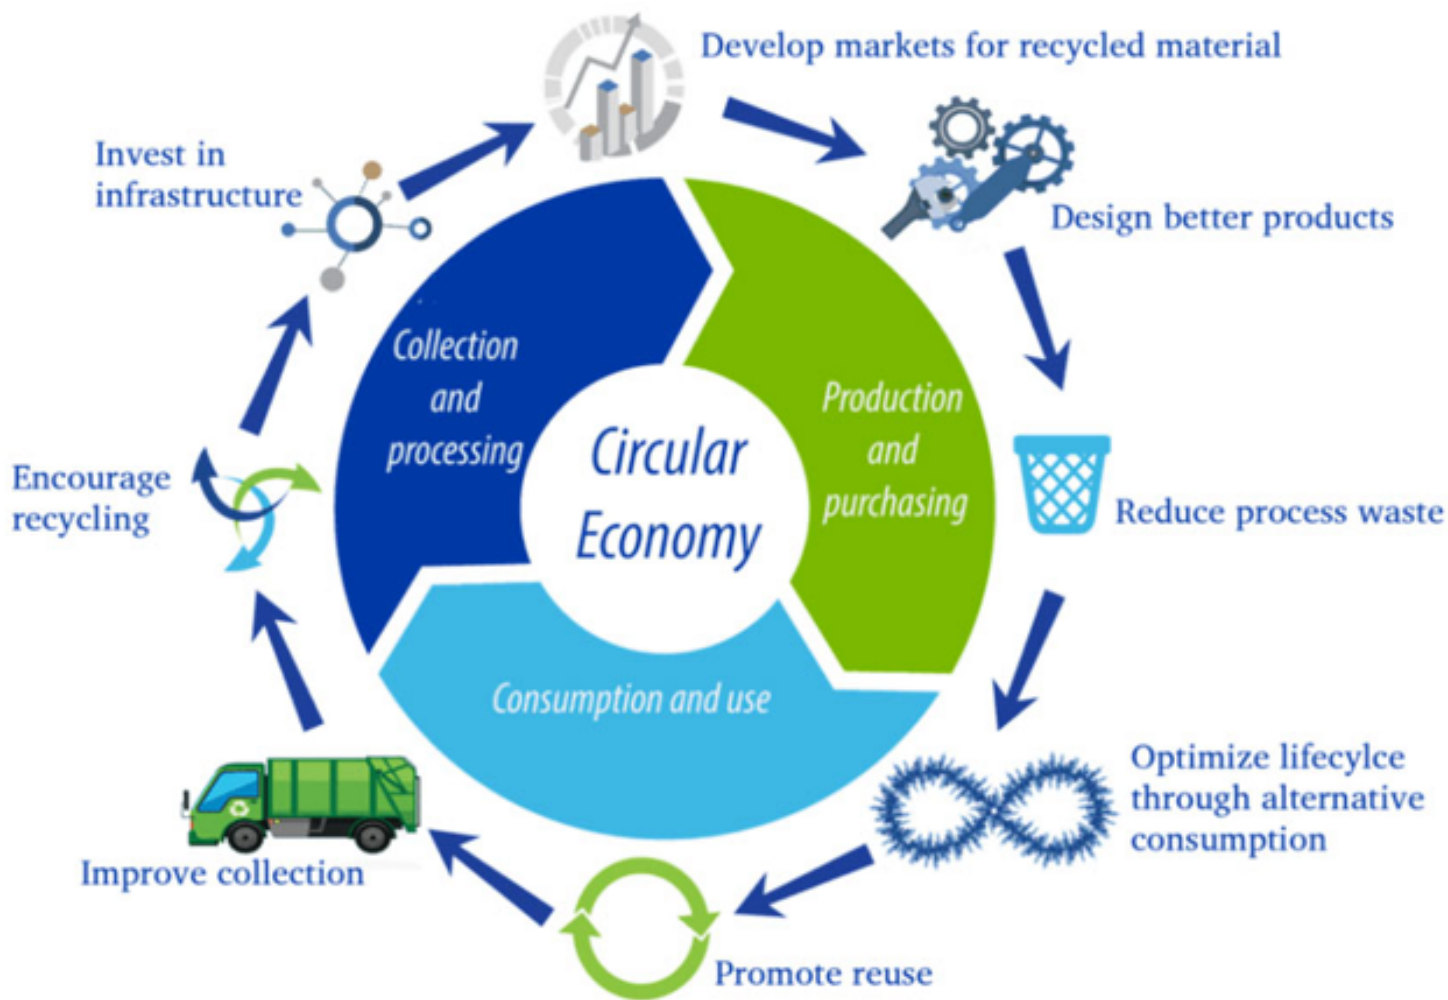 Develop markets for recycled material
Invest in
infrastructure
Design better products
Collection
and
processing
Production
and
purchasing
Circular
Economy
Encourage
recycling
Reduce process waste
Consumption and use
Optimize lifecylce
through alternative
consumption
Improve collection
Promote reuse